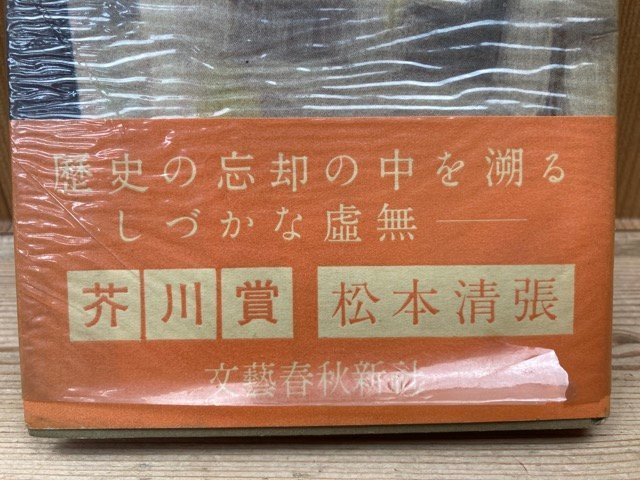 歴史の忘却の中を溯る
しづかな虚無——
芥川賞 松本清張
文藝春秋新社